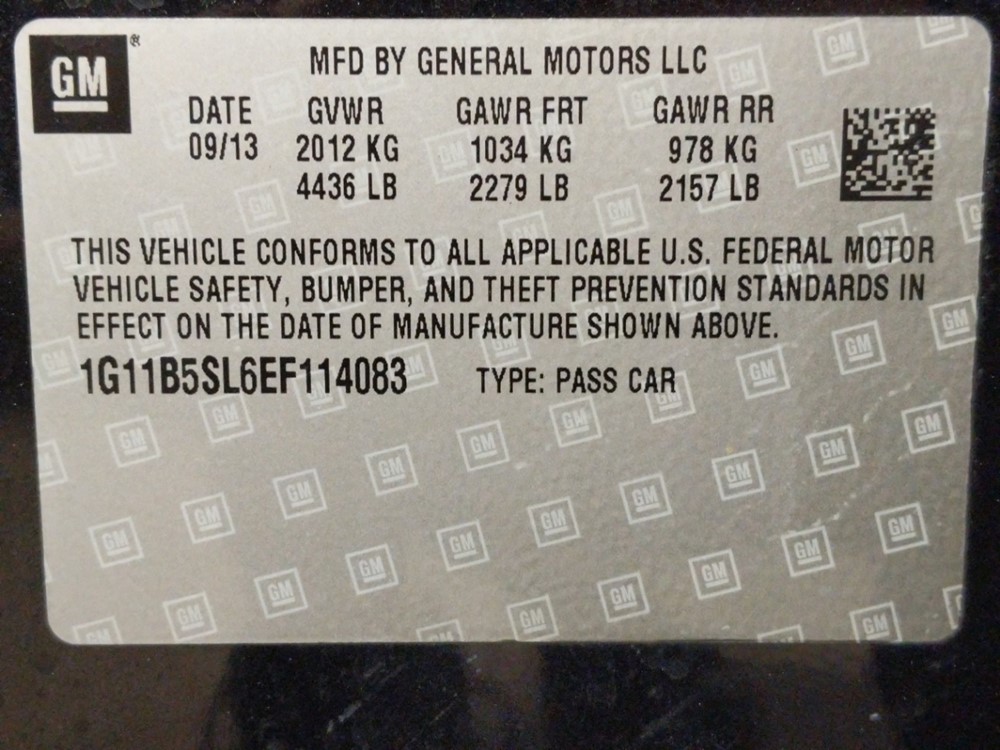 GM ®
MFD BY GENERAL MOTORS LLC
DATE GVWR GAWR FRT GAWR RR
09/13 2012 KG 1034 KG 978 KG
4436 LB 2279 LB 2157 LB
THIS VEHICLE CONFORMS TO ALL APPLICABLE U.S. FEDERAL MOTOR
VEHICLE SAFETY, BUMPER, AND THEFT PREVENTION STANDARDS IN
EFFECT ON THE DATE OF MANUFACTURE SHOWN ABOVE.
1G11B5SL6EF114083 TYPE: PASS CAR